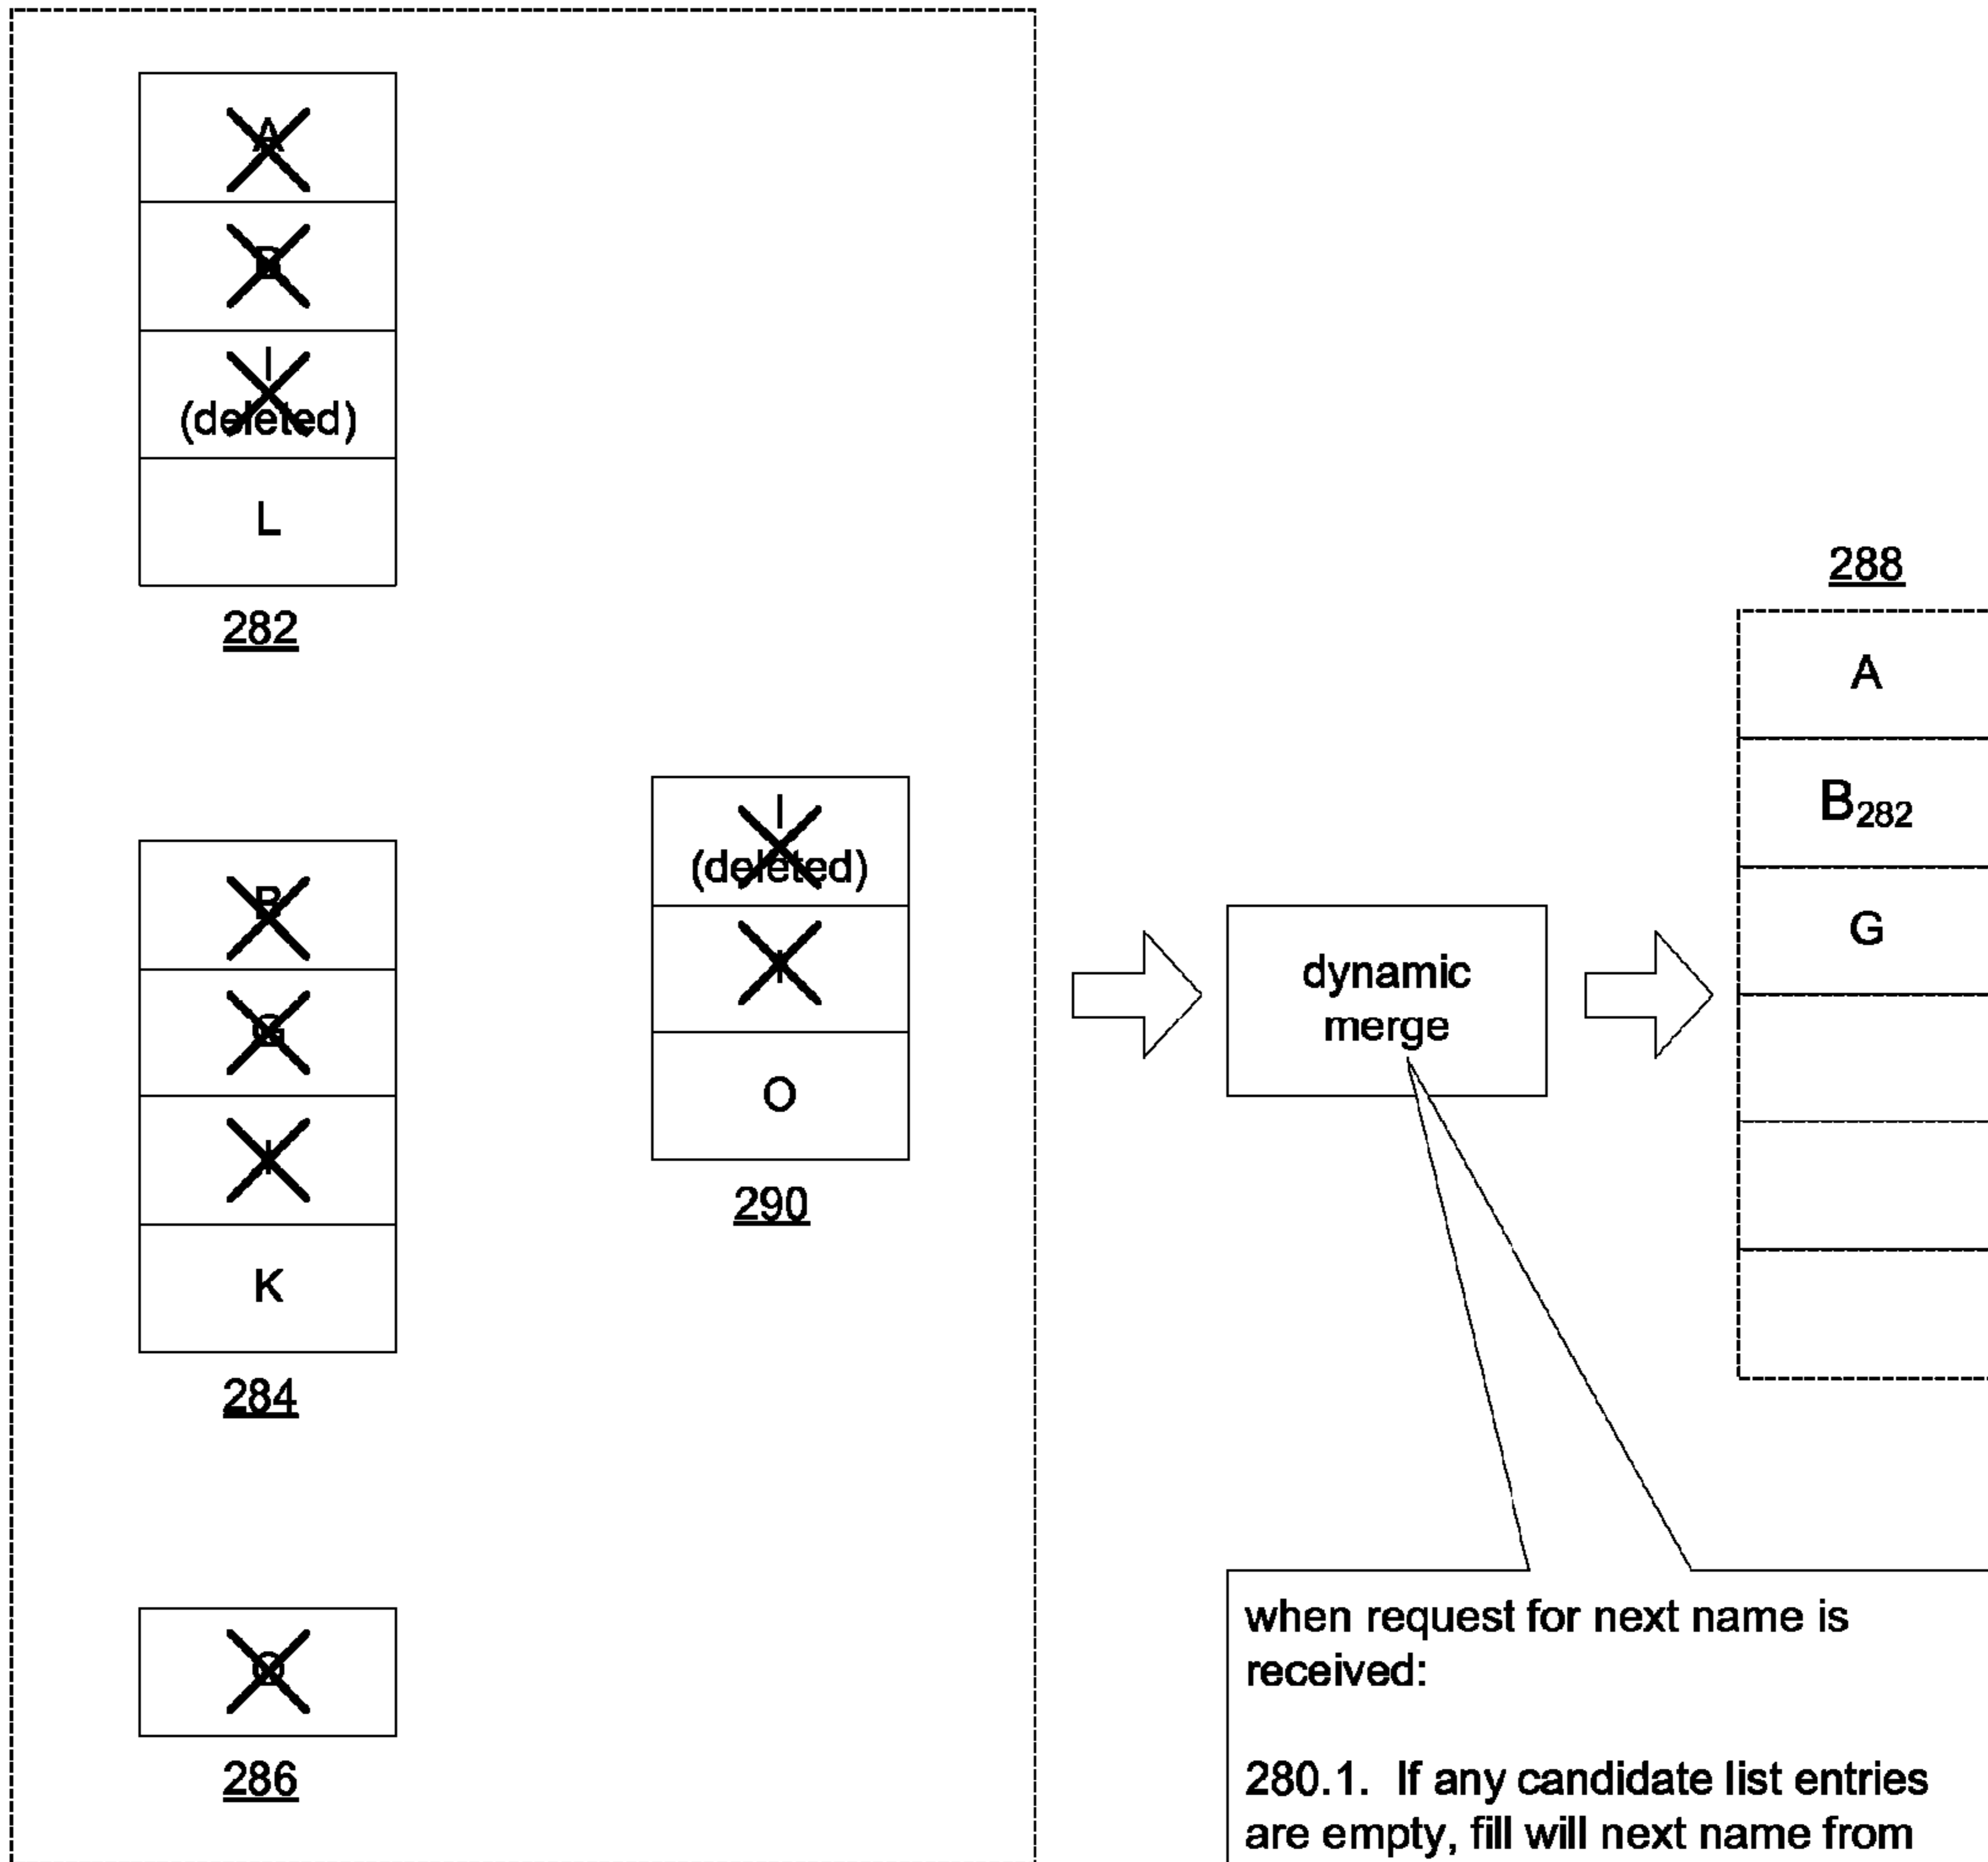 A
B
I
(deleted)
L
282
B
G
I
K
284
286
I
(deleted)
I
O
290
dynamic
merge
288
A
B282
G
when request for next name is
received:
280.1. If any candidate list entries
are empty, fill will next name from